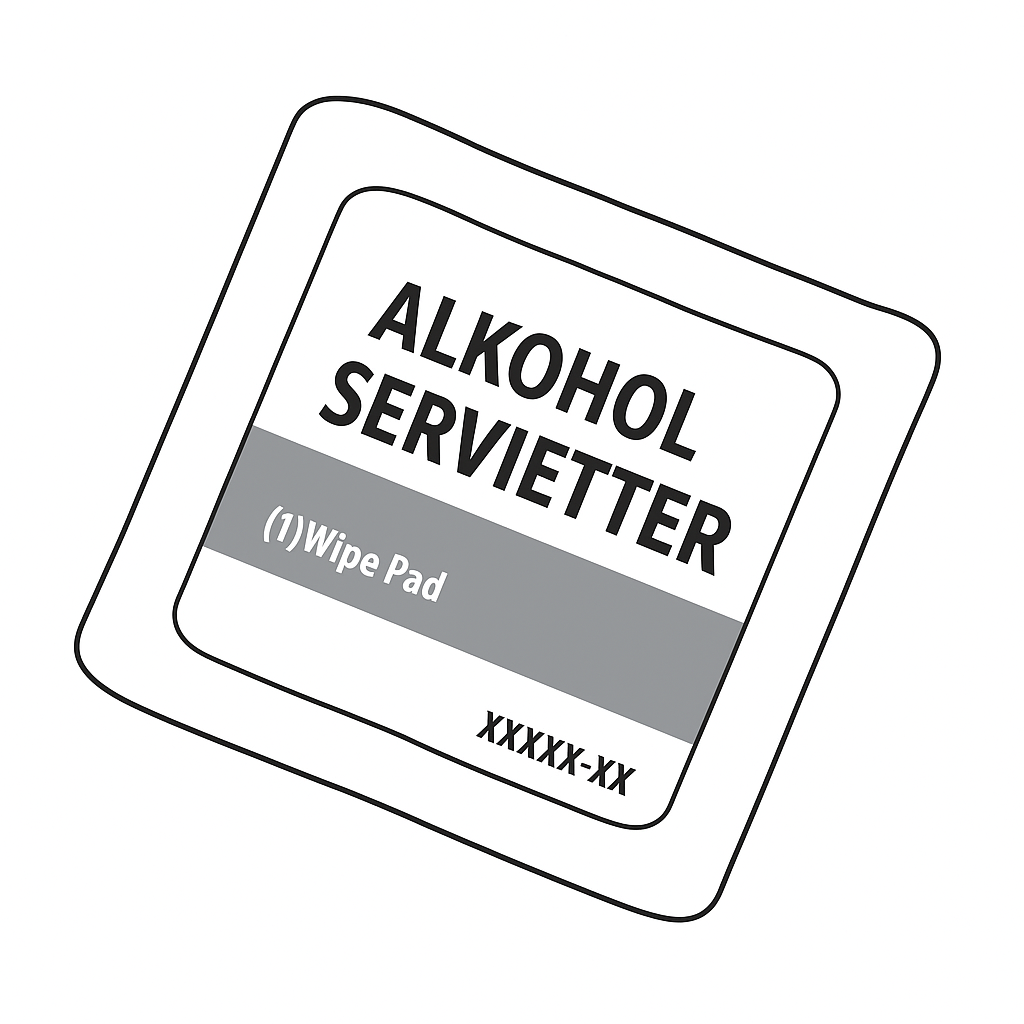 ALKOHOL
SERVIETTER
(1)Wipe Pad
XXXXX-XX